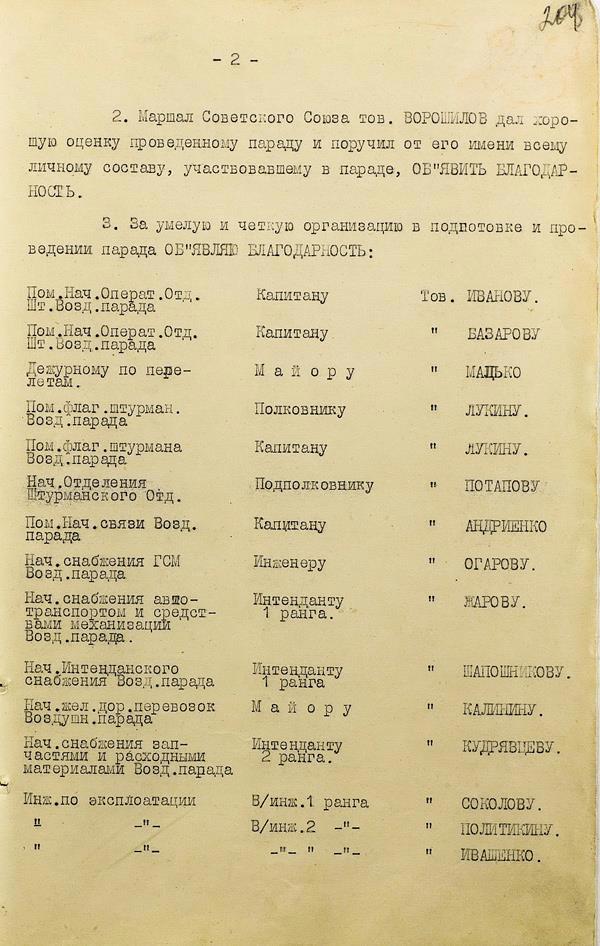 204
- 2 -
2. Маршал Советского Союза тов. ВОРОШИЛОВ дал хоро-
шую оценку проведенному параду и поручил от его имени всему
личному составу, участвовавшему в параде, ОБ"ЯВИТЬ БЛАГОДАР-
НОСТЬ.
3. За умелую и четкую организацию в подготовке и про-
ведении парада ОБ"ЯВЛЯЮ БЛАГОДАРНОСТЬ:
Пом.Нач.Операт.Отд. Капитану Тов. ИВАНОВУ.
Шт.Возд.парада
Пом.Нач.Операт.Отд. Капитану " БАЗАРОВУ
Шт.Возд.парада
Дежурному по пере- М а й о р у " МАЦЬКО
летам.
Пом.флаг.штурман. Полковнику " ЛУКИНУ.
Возд.парада
Пом.флаг.штурмана Капитану " ЛУКИНУ.
Возд.парада
Нач.Отделения Подполковнику " ПОТАПОВУ
Штурманского Отд.
Пом.Нач.связи Возд. Капитану " АНДРИЕНКО
парада
Нач.снабжения ГСМ Инженеру " ОГАРОВУ.
Возд.парада
Нач.снабжения авто- Интенданту " ЖАРОВУ.
транспортом и средст- 1 ранга.
вами механизации
Возд.парада.
Нач.Интенданского Интенданту " ШАПОШНИКОВУ.
снабжения Возд.парада 1 ранга
Нач.жел.дор.перевозок М а й о р у " КАЛИНИНУ.
Воздушн.парада
Нач.снабжения зап- Интенданту " КУДРЯВЦЕВУ.
частями и расходными 2 ранга.
материалами Возд.парада
Инж.по эксплоатации В/инж.1 ранга " СОКОЛОВУ.
" -"- В/инж.2 -"- " ПОЛИТИКИНУ.
" -"- -"- " -"- " ИВАШЕНКО.